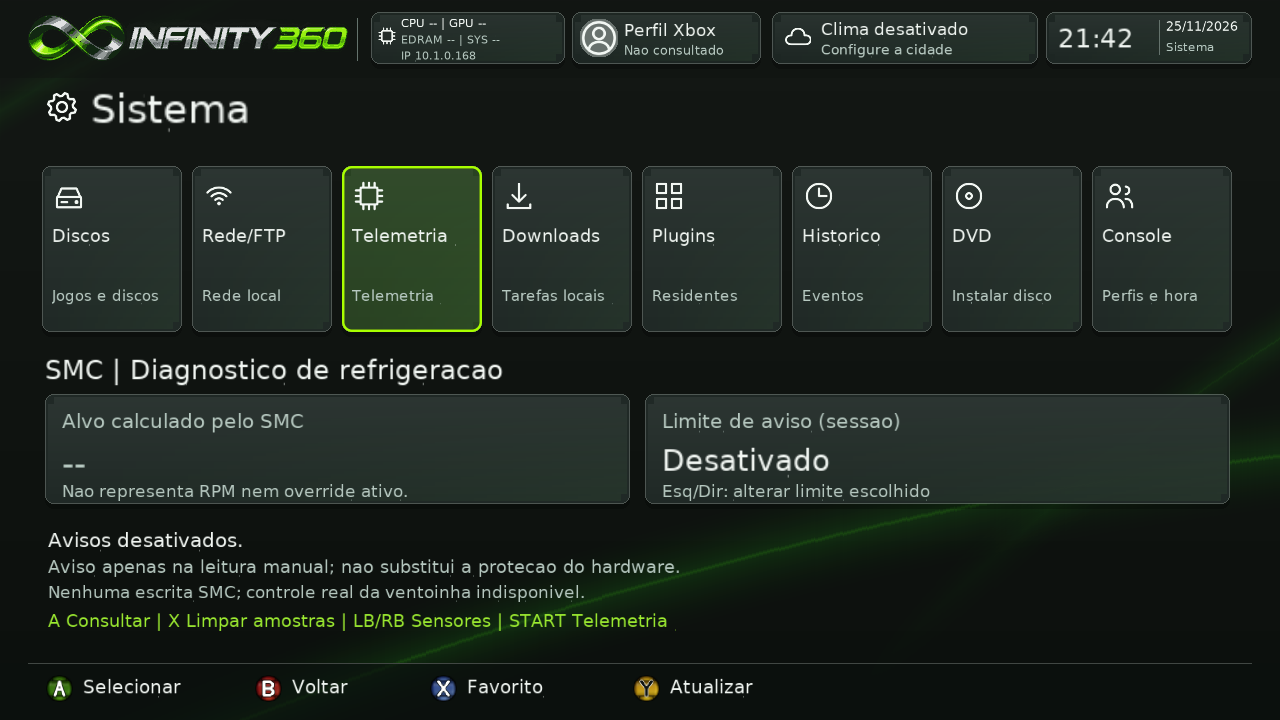 INFINITY 360
CPU -- | GPU --
EDRAM -- | SYS --
IP 10.1.0.168
Perfil Xbox
Nao consultado
Clima desativado
Configure a cidade
21:42
25/11/2026
Sistema
Sistema
Discos
Jogos e discos
Rede/FTP
Rede local
Telemetria
Telemetria
Downloads
Tarefas locais
Plugins
Residentes
Historico
Eventos
DVD
Instalar disco
Console
Perfis e hora
SMC | Diagnostico de refrigeracao
Alvo calculado pelo SMC
--
Nao representa RPM nem override ativo.
Limite de aviso (sessao)
Desativado
Esq/Dir: alterar limite escolhido
Avisos desativados.
Aviso apenas na leitura manual; nao substitui a protecao do hardware.
Nenhuma escrita SMC; controle real da ventoinha indisponivel.
A Consultar | X Limpar amostras | LB/RB Sensores | START Telemetria
A Selecionar
B Voltar
X Favorito
Y Atualizar